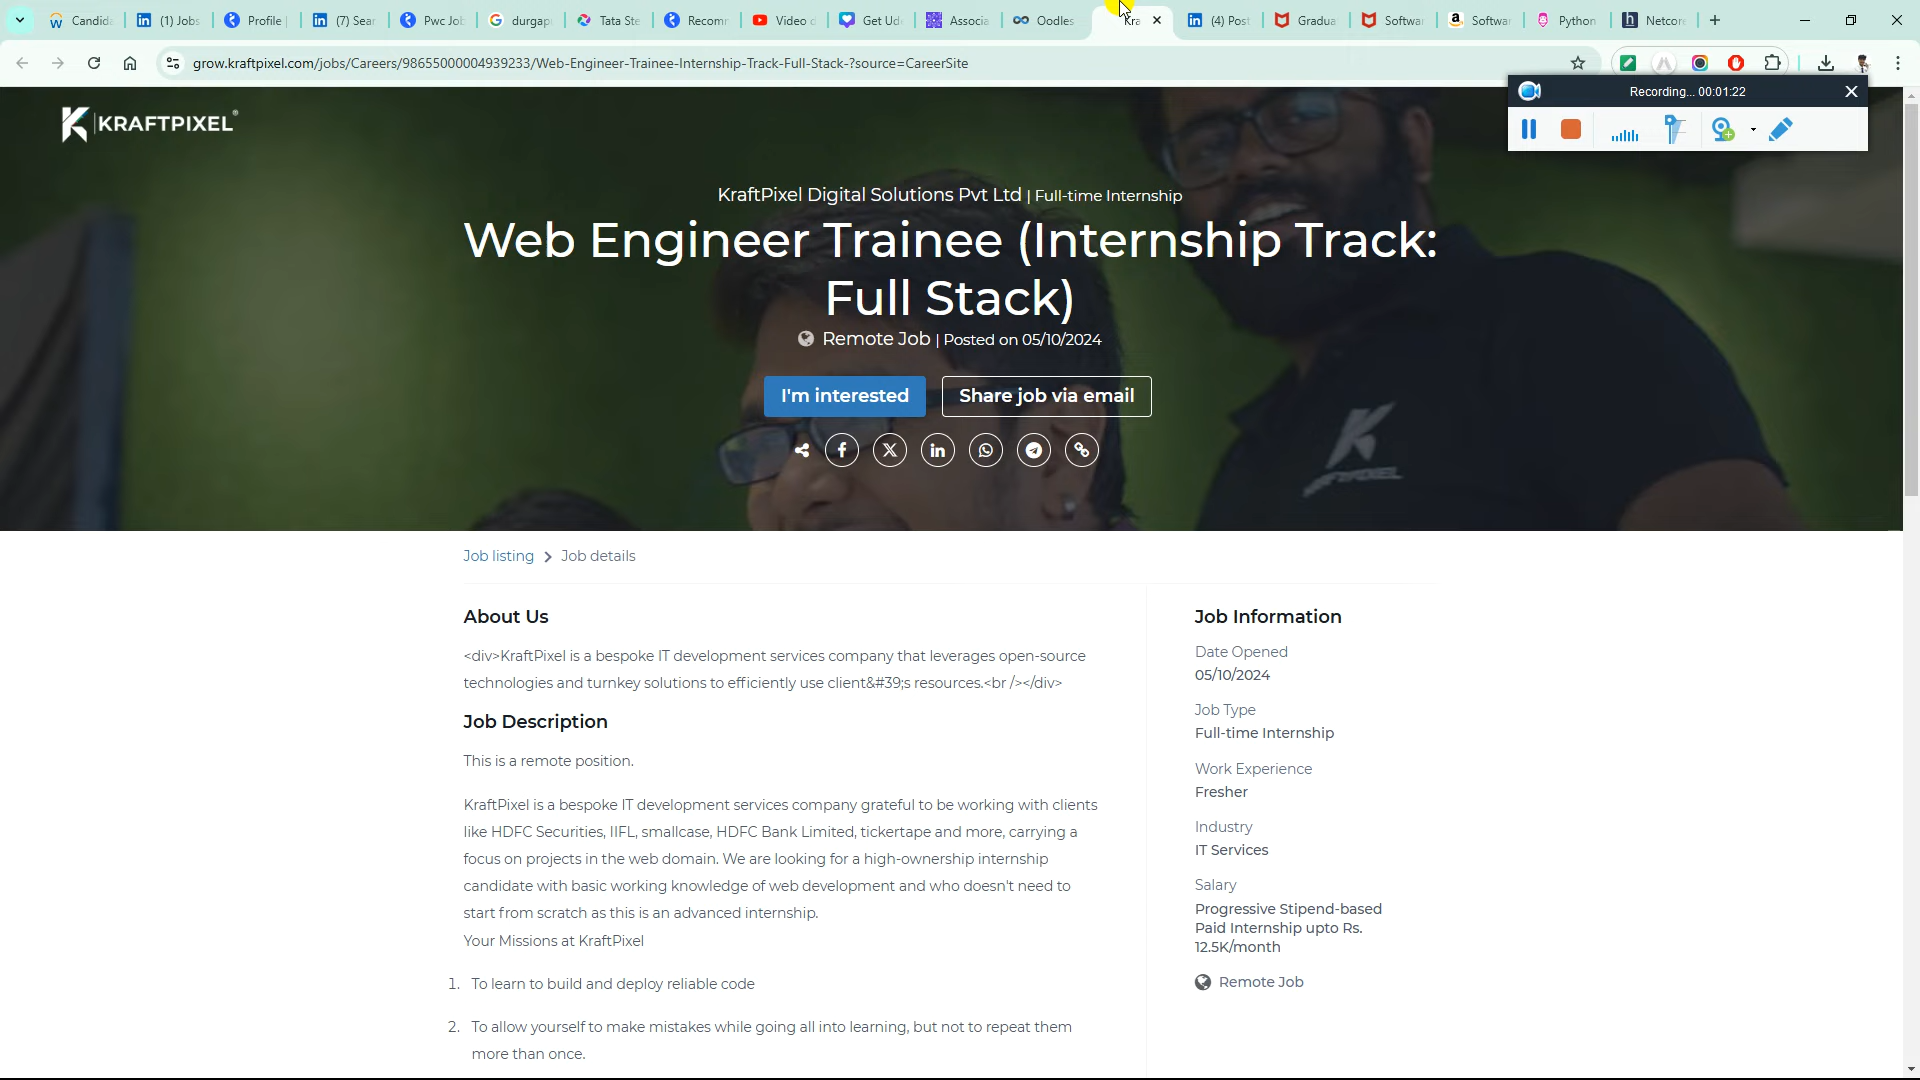 Candida
(1) Jobs
Profile
(7) Sear
Pwc Job
durgapu
Tata Ste
Recomm
Video d
Get Ude
Associa
Oodles
Kra
(4) Post
Gradua
Softwar
Softwar
Python
Netcore
grow.kraftpixel.com/jobs/Careers/98655000004939233/Web-Engineer-Trainee-Internship-Track-Full-Stack-?source=CareerSite
Recording... 00:01:22
KRAFTPIXEL®
KraftPixel Digital Solutions Pvt Ltd | Full-time Internship
Web Engineer Trainee (Internship Track:
Full Stack)
Remote Job | Posted on 05/10/2024
I'm interested
Share job via email
Job listing > Job details
About Us
<div>KraftPixel is a bespoke IT development services company that leverages open-source
technologies and turnkey solutions to efficiently use client&#39;s resources.<br /></div>
Job Description
This is a remote position.
KraftPixel is a bespoke IT development services company grateful to be working with clients
like HDFC Securities, IIFL, smallcase, HDFC Bank Limited, tickertape and more, carrying a
focus on projects in the web domain. We are looking for a high-ownership internship
candidate with basic working knowledge of web development and who doesn't need to
start from scratch as this is an advanced internship.
Your Missions at KraftPixel
1. To learn to build and deploy reliable code
2. To allow yourself to make mistakes while going all into learning, but not to repeat them
more than once.
Job Information
Date Opened
05/10/2024
Job Type
Full-time Internship
Work Experience
Fresher
Industry
IT Services
Salary
Progressive Stipend-based
Paid Internship upto Rs.
12.5K/month
Remote Job